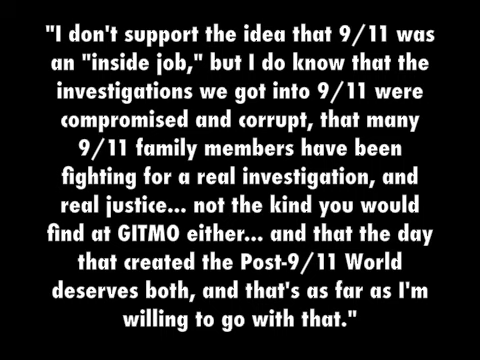 "I don't support the idea that 9/11 was
an "inside job," but I do know that the
investigations we got into 9/11 were
compromised and corrupt, that many
9/11 family members have been
fighting for a real investigation, and
real justice... not the kind you would
find at GITMO either... and that the day
that created the Post-9/11 World
deserves both, and that's as far as I'm
willing to go with that."